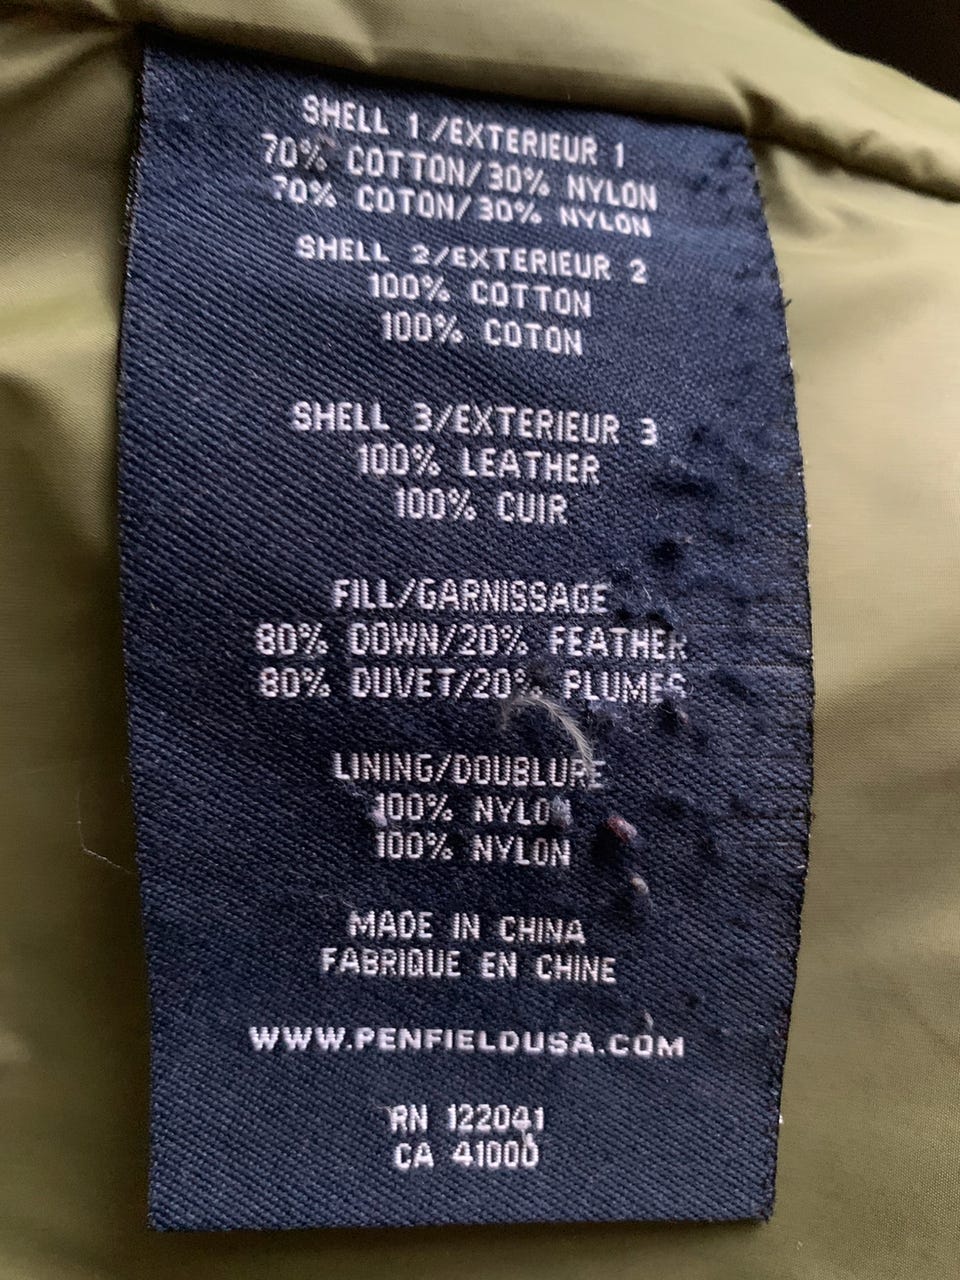 SHELL 1/EXTERIEUR 1
70% COTTON/30% NYLON
70% COTON/30% NYLON
SHELL 2/EXTERIEUR 2
100% COTTON
100% COTON
SHELL 3/EXTERIEUR 3
100% LEATHER
100% CUIR
FILL/GARNISSAGE
80% DOWN/20% FEATHER
80% DUVET/20% PLUMES
LINING/DOUBLURE
100% NYLON
100% NYLON
MADE IN CHINA
FABRIQUE EN CHINE
WWW.PENFIELDUSA.COM
RN 122041
CA 41000